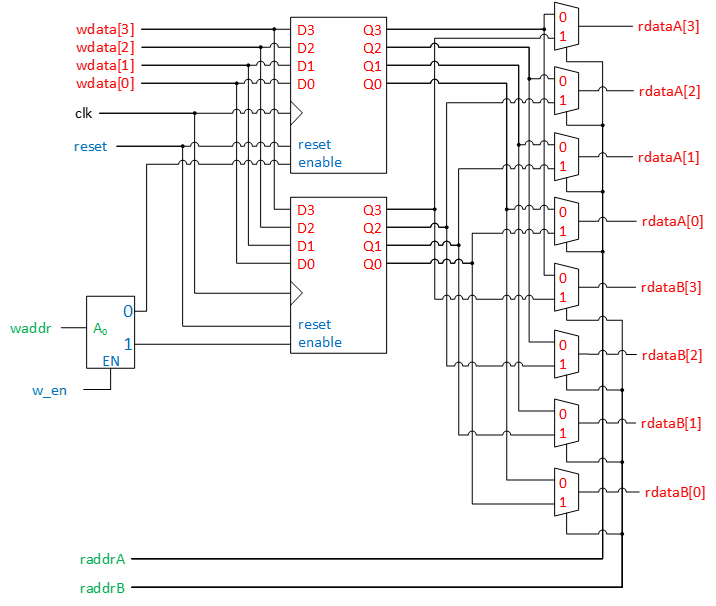 wdata[3]
wdata[2]
wdata[1]
wdata[0]
clk
reset
D3
D2
D1
D0
Q3
Q2
Q1
Q0
reset
enable
D3
D2
D1
D0
Q3
Q2
Q1
Q0
reset
enable
waddr
A₀
0
1
EN
w_en
0
1
rdataA[3]
0
1
rdataA[2]
0
1
rdataA[1]
0
1
rdataA[0]
0
1
rdataB[3]
0
1
rdataB[2]
0
1
rdataB[1]
0
1
rdataB[0]
raddrA
raddrB